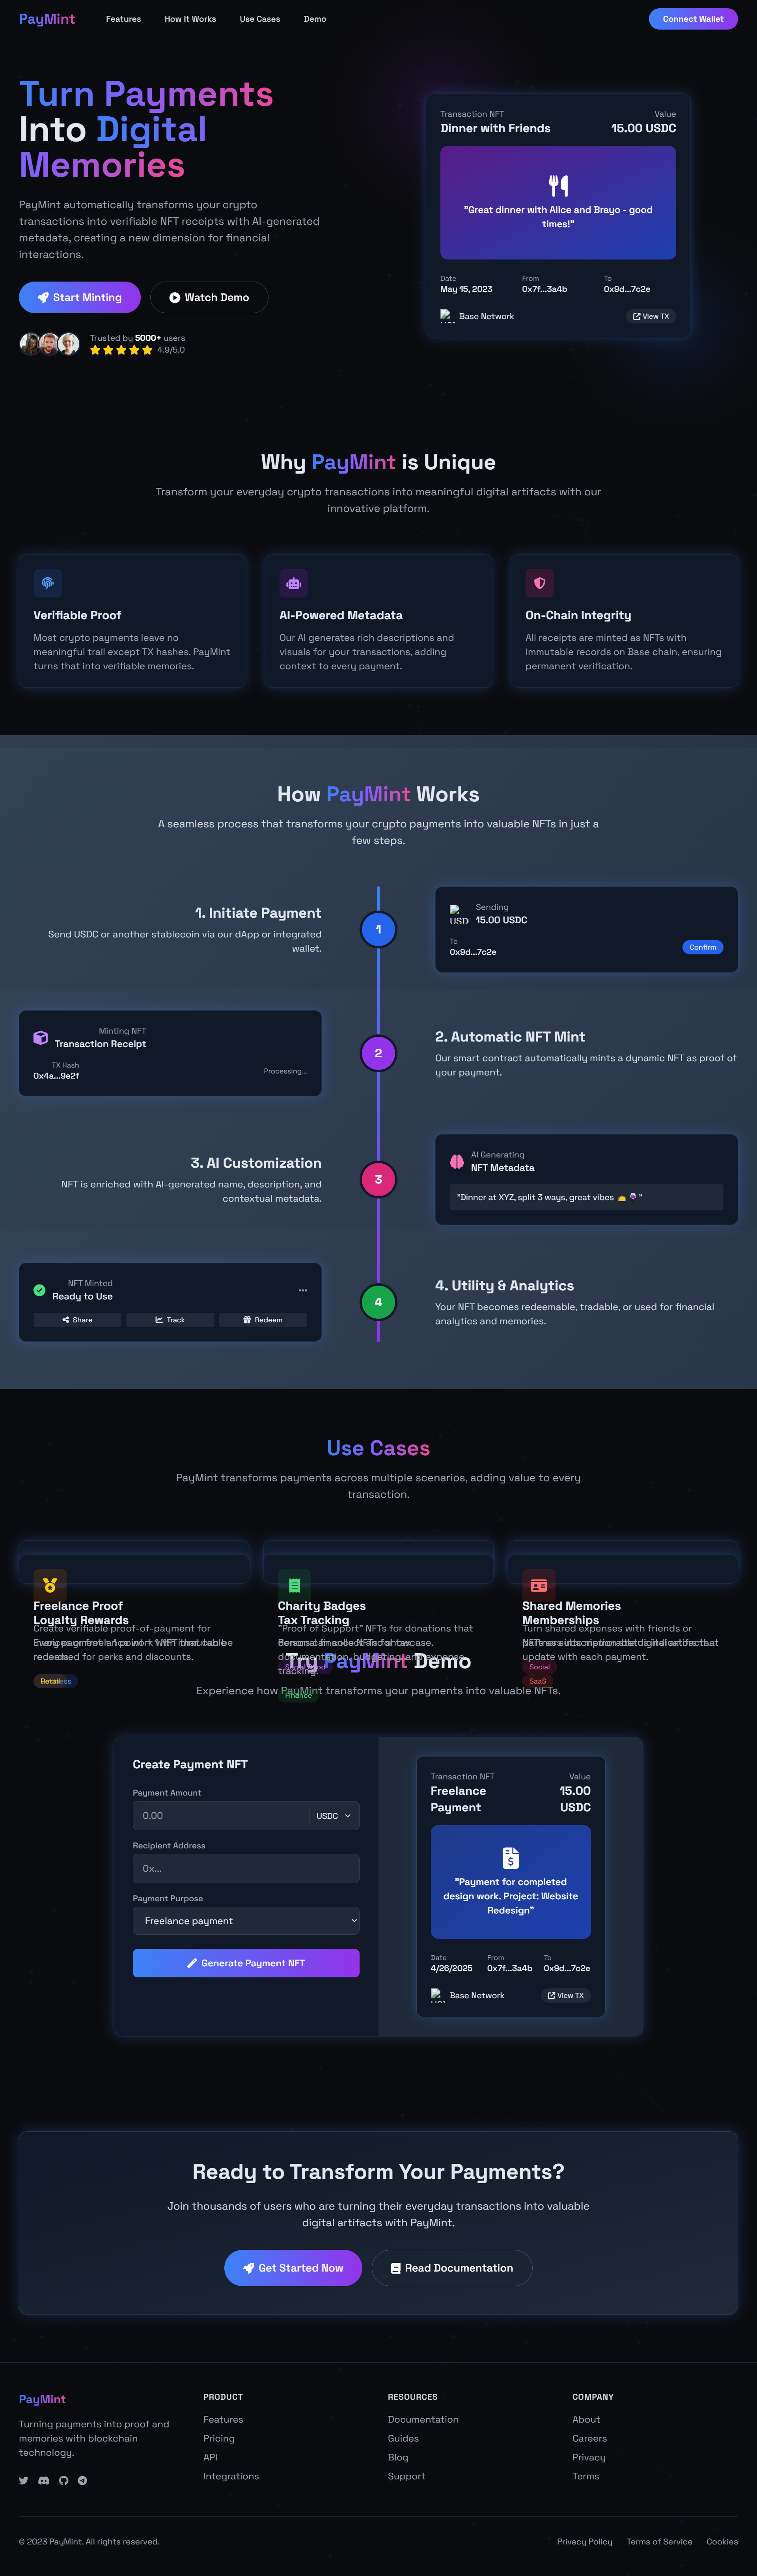 PayMint
Features
How It Works
Use Cases
Demo
Connect Wallet
Turn Payments
Into Digital
Memories
PayMint automatically transforms your crypto
transactions into verifiable NFT receipts with AI-generated
metadata, creating a new dimension for financial
interactions.
Start Minting
Watch Demo
Trusted by 5000+ users
4.9/5.0
Transaction NFT
Value
Dinner with Friends
15.00 USDC
"Great dinner with Alice and Brayo - good
times!"
Date
From
To
May 15, 2023
0x7f...3a4b
0x9d...7c2e
Base Network
View TX
Why PayMint is Unique
Transform your everyday crypto transactions into meaningful digital artifacts with our
innovative platform.
Verifiable Proof
Most crypto payments leave no
meaningful trail except TX hashes. PayMint
turns that into verifiable memories.
AI-Powered Metadata
Our AI generates rich descriptions and
visuals for your transactions, adding
context to every payment.
On-Chain Integrity
All receipts are minted as NFTs with
immutable records on Base chain, ensuring
permanent verification.
How PayMint Works
A seamless process that transforms your crypto payments into valuable NFTs in just a
few steps.
1. Initiate Payment
Send USDC or another stablecoin via our dApp or integrated
wallet.
1
USD
Sending
15.00 USDC
To
0x9d...7c2e
Confirm
Minting NFT
Transaction Receipt
TX Hash
0x4a...9e2f
Processing...
2
2. Automatic NFT Mint
Our smart contract automatically mints a dynamic NFT as proof of
your payment.
3. AI Customization
NFT is enriched with AI-generated name, description, and
contextual metadata.
3
AI Generating
NFT Metadata
"Dinner at XYZ, split 3 ways, great vibes 🌮🍷"
NFT Minted
Ready to Use
Share
Track
Redeem
4
4. Utility & Analytics
Your NFT becomes redeemable, tradable, or used for financial
analytics and memories.
Use Cases
PayMint transforms payments across multiple scenarios, adding value to every
transaction.
Freelance Proof
Loyalty Rewards
Create verifiable proof-of-payment for
redeemed for perks and discounts.
Retail
Charity Badges
Tax Tracking
"Proof of Support" NFTs for donations that
tracking.
Finance
Shared Memories
Memberships
Turn shared expenses with friends or
update with each payment.
Social
SaaS
Try PayMint Demo
Experience how PayMint transforms your payments into valuable NFTs.
Create Payment NFT
Payment Amount
0.00
USDC
Recipient Address
0x...
Payment Purpose
Freelance payment
Generate Payment NFT
Transaction NFT
Value
Freelance
Payment
15.00
USDC
"Payment for completed
design work. Project: Website
Redesign"
Date
From
To
4/26/2025
0x7f...3a4b
0x9d...7c2e
Base Network
View TX
Ready to Transform Your Payments?
Join thousands of users who are turning their everyday transactions into valuable
digital artifacts with PayMint.
Get Started Now
Read Documentation
PayMint
Turning payments into proof and
memories with blockchain
technology.
PRODUCT
Features
Pricing
API
Integrations
RESOURCES
Documentation
Guides
Blog
Support
COMPANY
About
Careers
Privacy
Terms
© 2023 PayMint. All rights reserved.
Privacy Policy
Terms of Service
Cookies